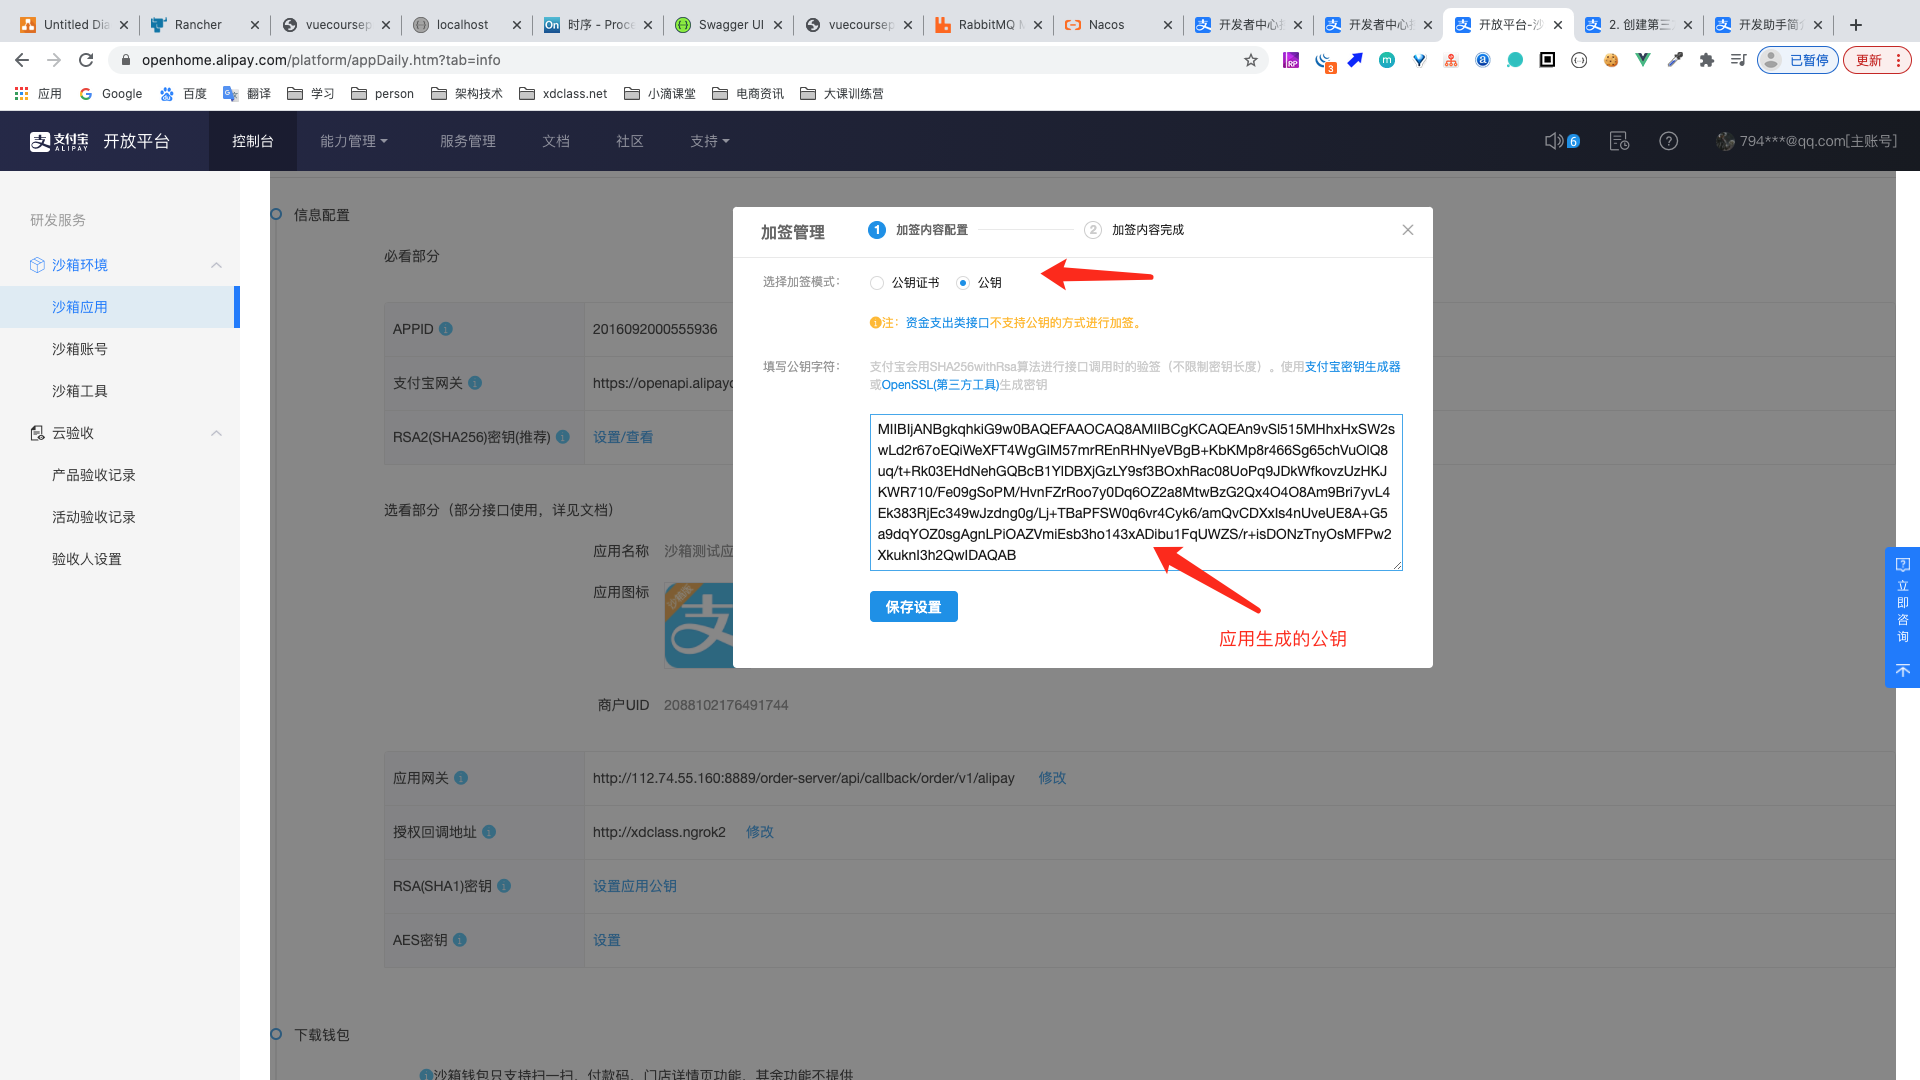 Untitled Dia
Rancher
vuecoursep
localhost
时序 - Proce
Swagger UI
vuecoursep
RabbitMQ M
Nacos
开发者中心
开发者中心
开放平台-沙
2. 创建第三
开发助手简
openhome.alipay.com/platform/appDaily.htm?tab=info
3
已暂停
更新
应用
Google
百度
翻译
学习
person
架构技术
xdclass.net
小滴课堂
电商资讯
大课训练营
支付宝
ALIPAY
开放平台
控制台
能力管理
服务管理
文档
社区
支持
6
794***@qq.com[主账号]
研发服务
沙箱环境
沙箱应用
沙箱账号
沙箱工具
云验收
产品验收记录
活动验收记录
验收人设置
信息配置
必看部分
APPID
2016092000555936
支付宝网关
https://openapi.alipayd
RSA2(SHA256)密钥(推荐)
设置/查看
选看部分（部分接口使用，详见文档）
应用名称
沙箱测试应
应用图标
商户UID
2088102176491744
应用网关
http://112.74.55.160:8889/order-server/api/callback/order/v1/alipay
修改
授权回调地址
http://xdclass.ngrok2
修改
RSA(SHA1)密钥
设置应用公钥
AES密钥
设置
下载钱包
沙箱钱包只支持扫一扫、付款码、门店详情页功能，其余功能不提供
加签管理
1 加签内容配置
2 加签内容完成
选择加签模式：
公钥证书
公钥
注：资金支出类接口不支持公钥的方式进行加签。
填写公钥字符：
支付宝会用SHA256withRsa算法进行接口调用时的验签（不限制密钥长度）。使用支付宝密钥生成器
或OpenSSL(第三方工具)生成密钥
MIIBIjANBgkqhkiG9w0BAQEFAAOCAQ8AMIIBCgKCAQEAn9vSl515MHhxHxSW2s
wLd2r67oEQiWeXFT4WgGIM57mrREnRHNyeVBgB+KbKMp8r466Sg65chVuOlQ8
uq/t+Rk03EHdNehGQBcB1YlDBXjGzLY9sf3BOxhRac08UoPq9JDkWfkovzUzHKJ
KWR710/Fe09gSoPM/HvnFZrRoo7y0Dq6OZ2a8MtwBzG2Qx4O4O8Am9Bri7yvL4
Ek383RjEc349wJzdng0g/Lj+TBaPFSW0q6vr4Cyk6/amQvCDXxIs4nUveUE8A+G5
a9dqYOZ0sgAgnLPiOAZVmiEsb3ho143xADibu1FqUWZS/r+isDONzTnyOsMFPw2
Xkuknl3h2QwIDAQAB
保存设置
应用生成的公钥
立
即
咨
询